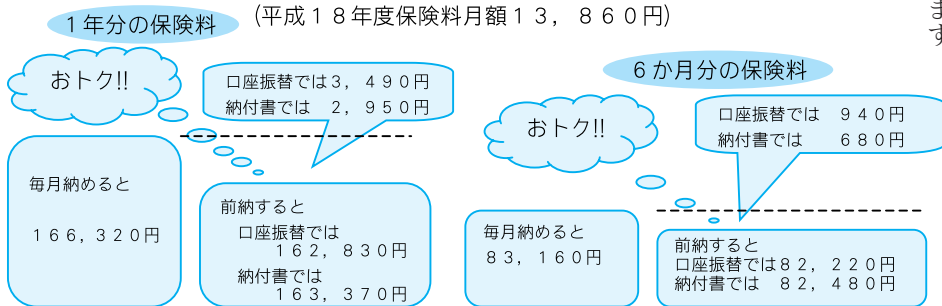 １年分の保険料
(平成１８年度保険料月額１３，８６０円)
おトク!!
口座振替では３，４９０円
納付書では　２，９５０円
毎月納めると
１６６，３２０円
前納すると
口座振替では
１６２，８３０円
納付書では
１６３，３７０円
６か月分の保険料
おトク!!
口座振替では　９４０円
納付書では　　６８０円
毎月納めると
８３，１６０円
前納すると
口座振替では８２，２２０円
納付書では　８２，４８０円
ま
す